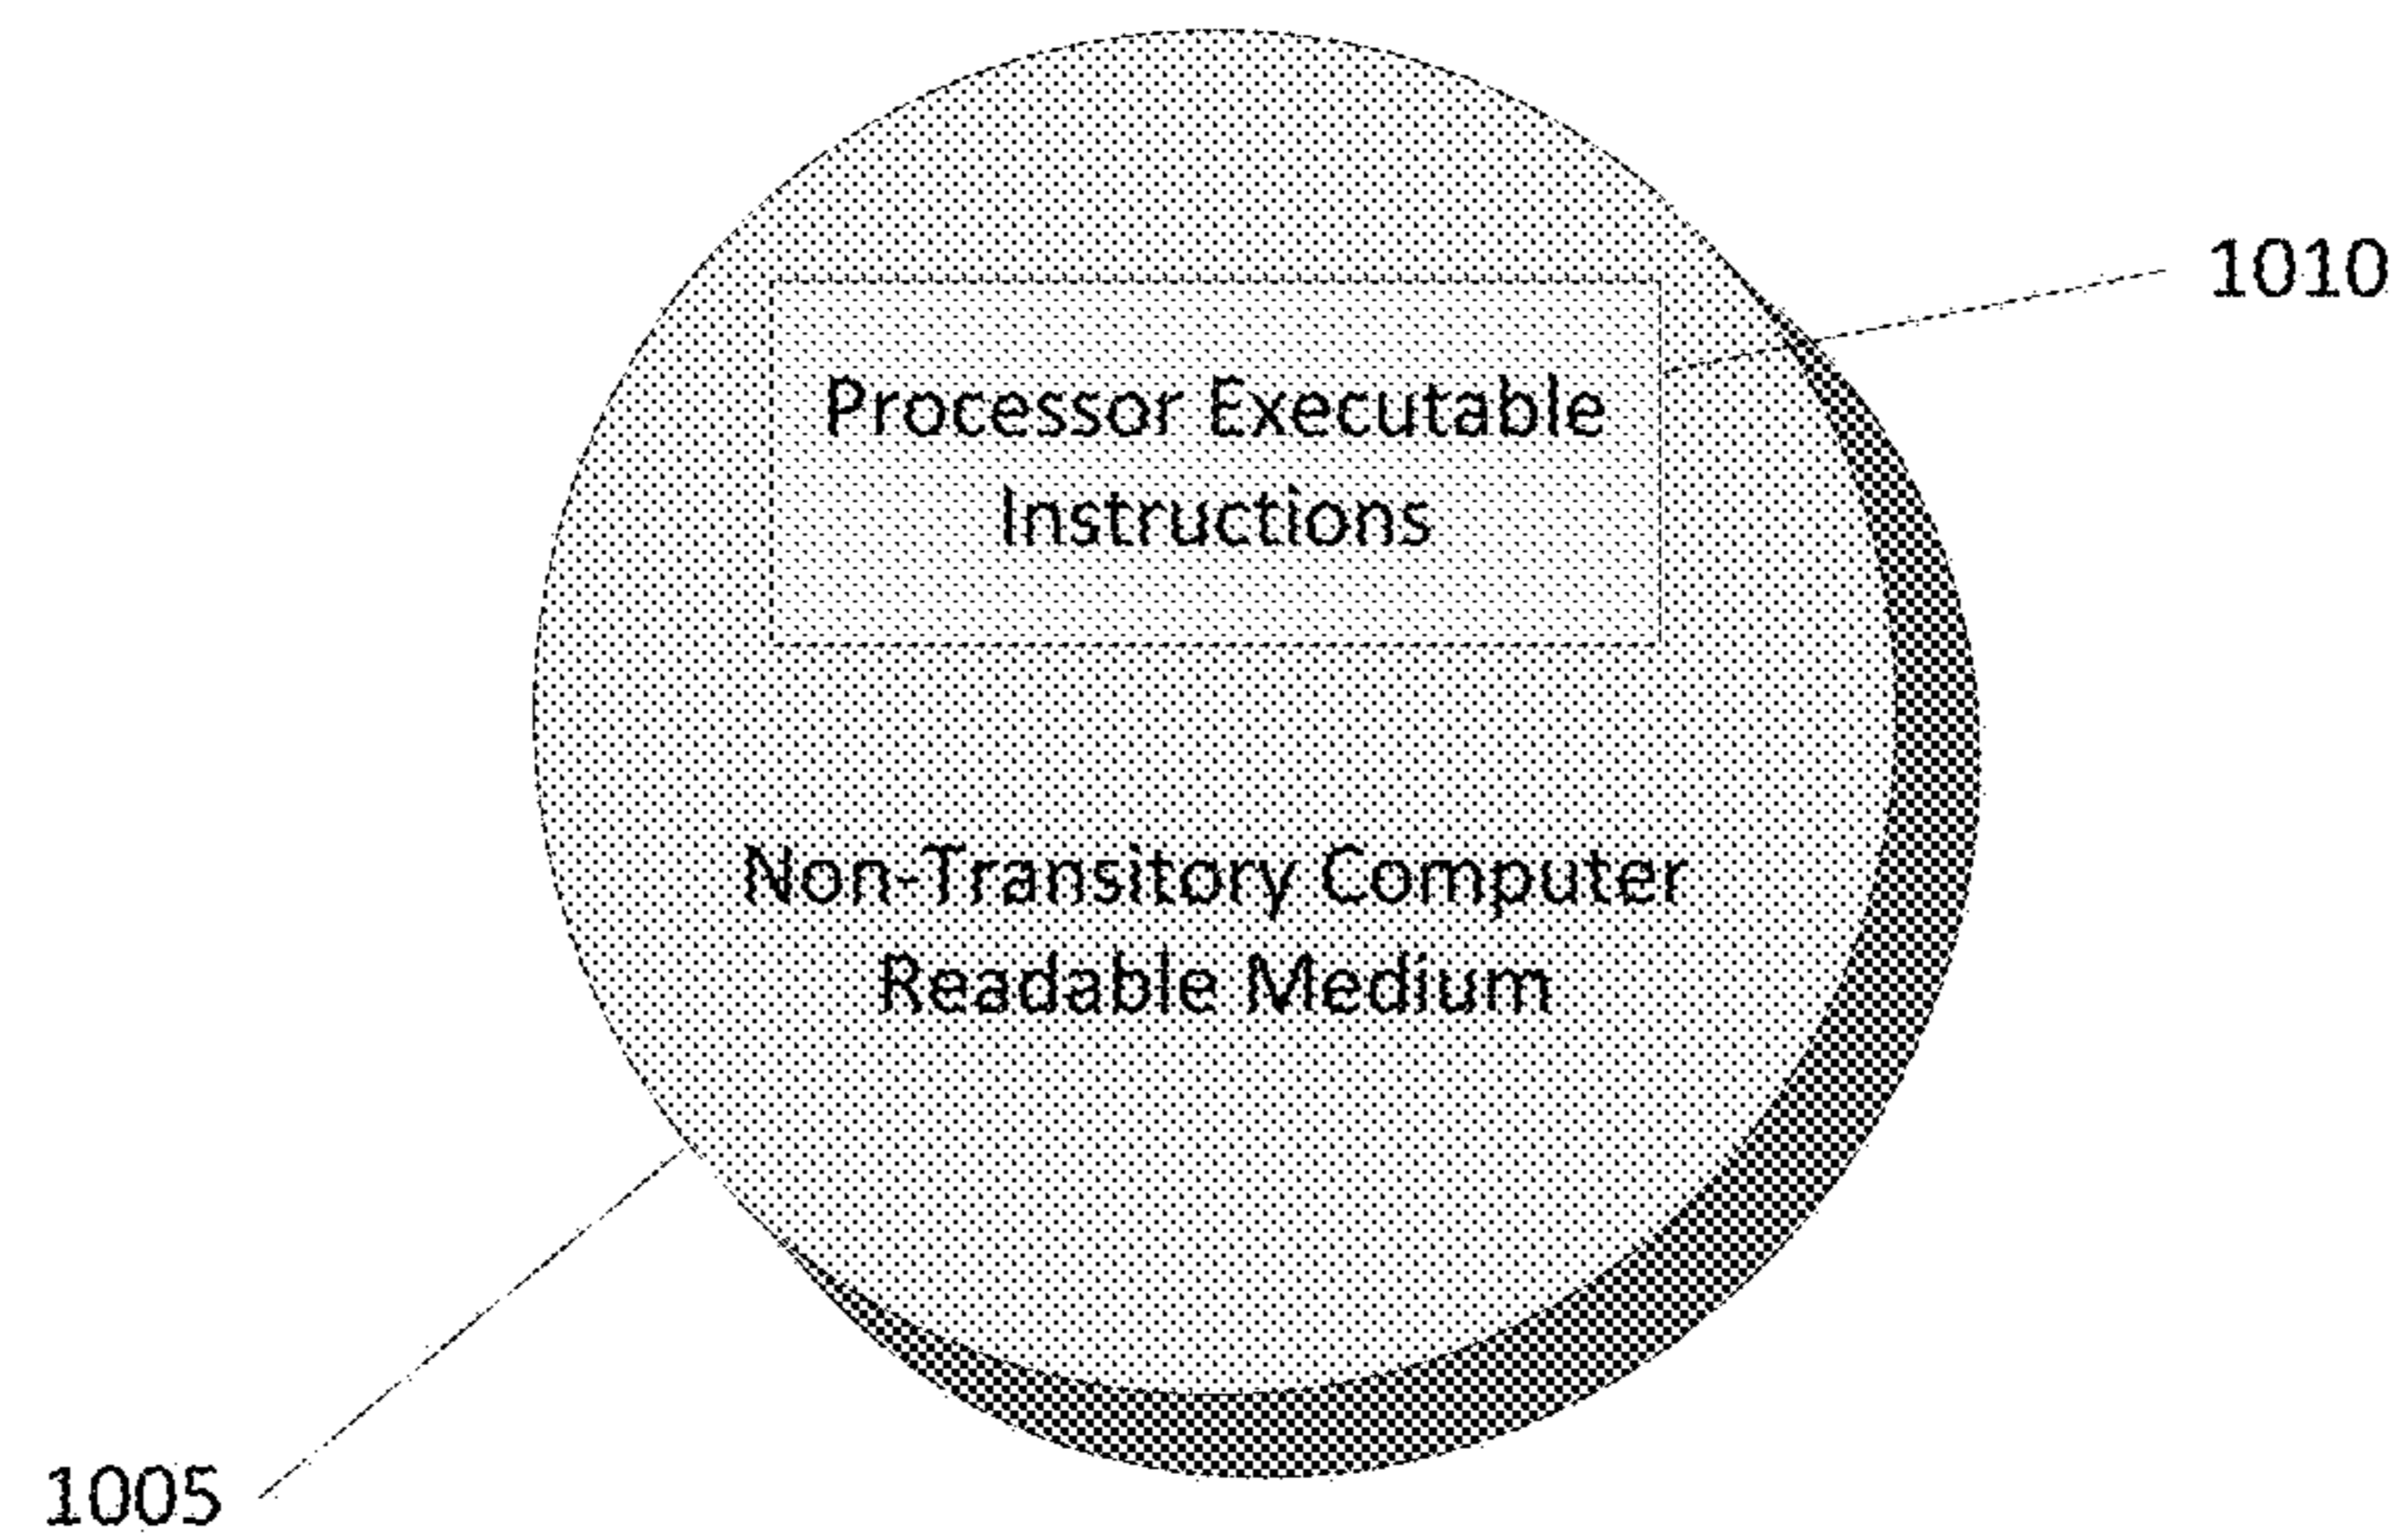 1010
Processor Executable
Instructions
Non-Transitory Computer
Readable Medium
1005